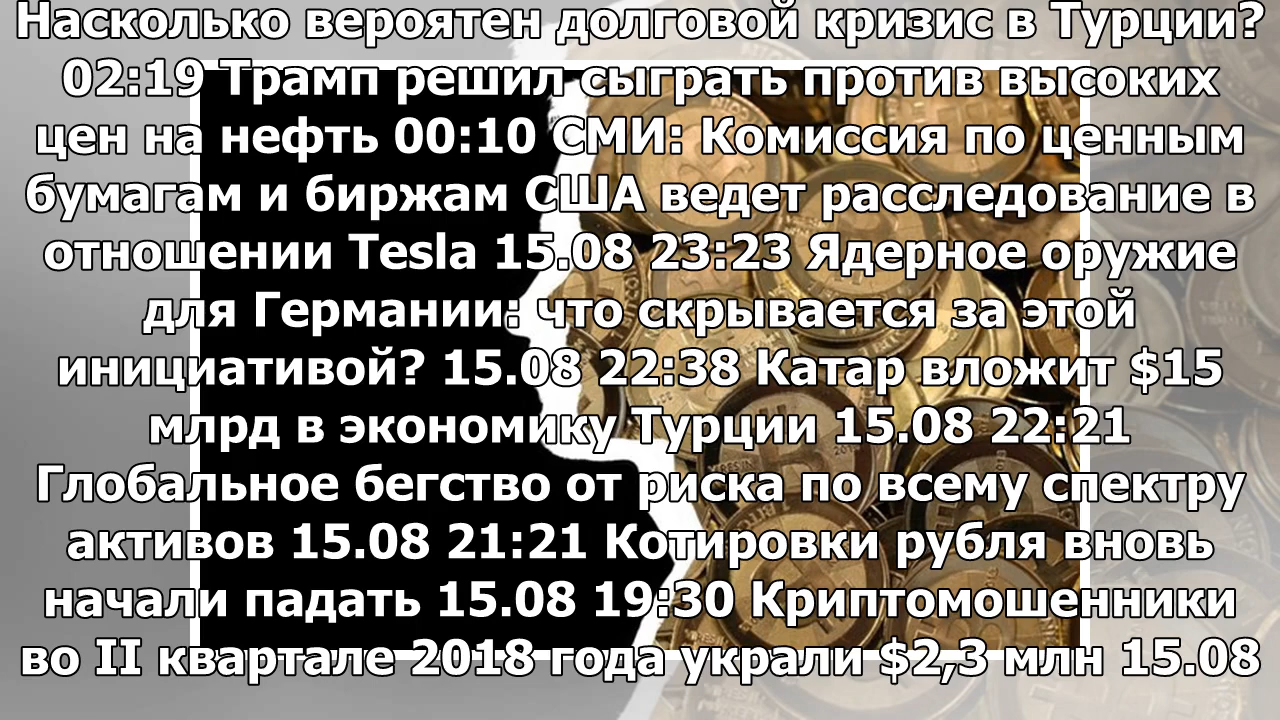 Насколько вероятен долговой кризис в Турции?
02:19 Трамп решил сыграть против высоких
цен на нефть 00:10 СМИ: Комиссия по ценным
бумагам и биржам США ведет расследование в
отношении Tesla 15.08 23:23 Ядерное оружие
для Германии: что скрывается за этой
инициативой? 15.08 22:38 Катар вложит $15
млрд в экономику Турции 15.08 22:21
Глобальное бегство от риска по всему спектру
активов 15.08 21:21 Котировки рубля вновь
начали падать 15.08 19:30 Криптомошенники
во II квартале 2018 года украли $2,3 млн 15.08